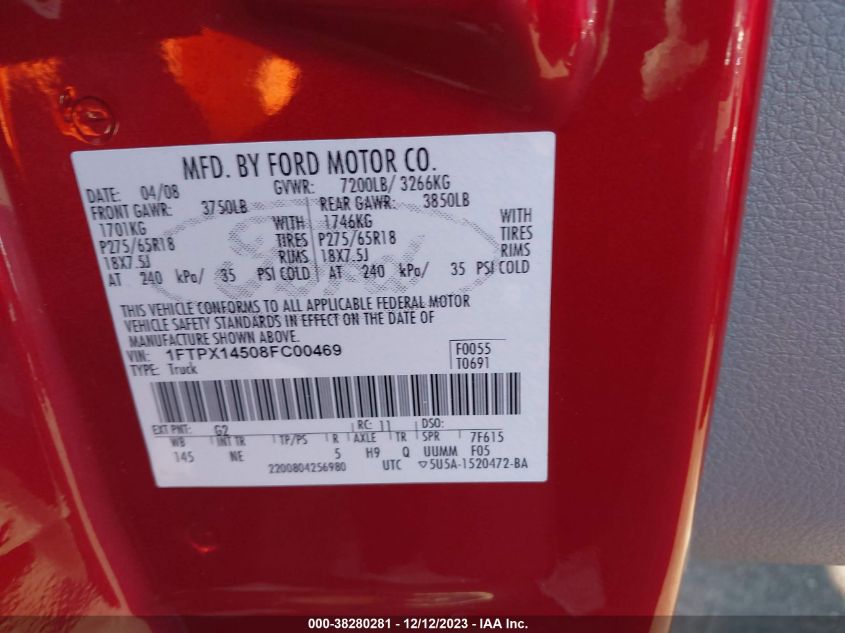 MFD. BY FORD MOTOR CO.
DATE: 04/08 GVWR: 7200LB/ 3266KG
FRONT GAWR: 3750LB REAR GAWR: 3850LB
1701KG WITH 1746KG WITH
P275/65R18 TIRES P275/65R18 TIRES
18X7.5J RIMS 18X7.5J RIMS
AT 240 kPa/ 35 PSI COLD AT 240 kPa/ 35 PSI COLD
THIS VEHICLE CONFORMS TO ALL APPLICABLE FEDERAL MOTOR
VEHICLE SAFETY STANDARDS IN EFFECT ON THE DATE OF
MANUFACTURE SHOWN ABOVE.
VIN: 1FTPX14508FC00469 F0055
TYPE: Truck T0691
EXT PNT: G2 RC: 11 DSO:
WB INT TR TP/PS R AXLE TR SPR 7F615
145 NE 5 H9 Q UUMM F05
2200804256980 UTC ▽5U5A-1520472-BA
000-38280281 - 12/12/2023 - IAA Inc.